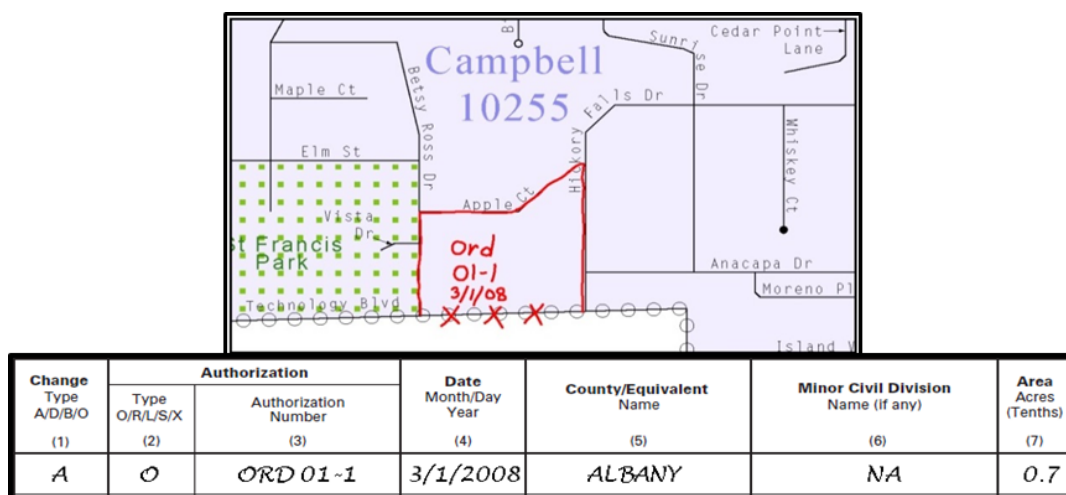 B
Cedar Point
Lane
Sunry
se Dr
Campbell
10255
Betsy Ross Dr
Maple Ct
Hickory Falls Dr
Whiskey Ct
Elm St
Apple Ct
Vista
Dr
St Francis
Park
Ord
01-1
3/1/08
Anacapa Dr
Moreno Pl
Technology Blvd
X X X
Island V
Change
Type
A/D/B/O
(1)
Authorization
Type
O/R/L/S/X
(2)
Authorization
Number
(3)
Date
Month/Day
Year
(4)
County/Equivalent
Name
(5)
Minor Civil Division
Name (if any)
(6)
Area
Acres
(Tenths)
(7)
A O ORD 01-1 3/1/2008 ALBANY NA 0.7